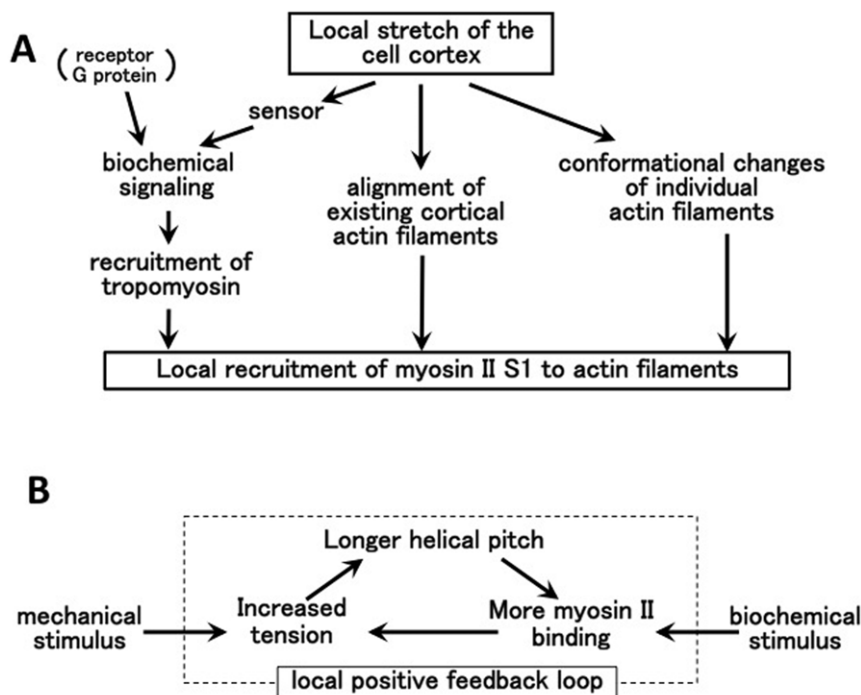 A
Local stretch of the
cell cortex
(receptor
G protein)
sensor
biochemical
signaling
alignment of
existing cortical
actin filaments
conformational changes
of individual
actin filaments
recruitment of
tropomyosin
Local recruitment of myosin II S1 to actin filaments
B
Longer helical pitch
mechanical
stimulus
Increased
tension
More myosin II
binding
biochemical
stimulus
local positive feedback loop